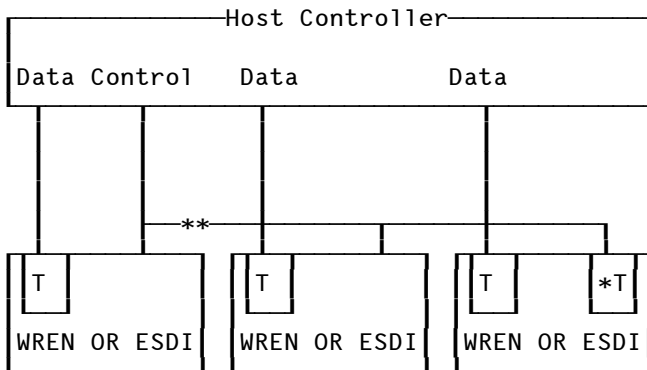 Host Controller
Data Control Data Data
**
T T T *T
WREN OR ESDI WREN OR ESDI WREN OR ESDI